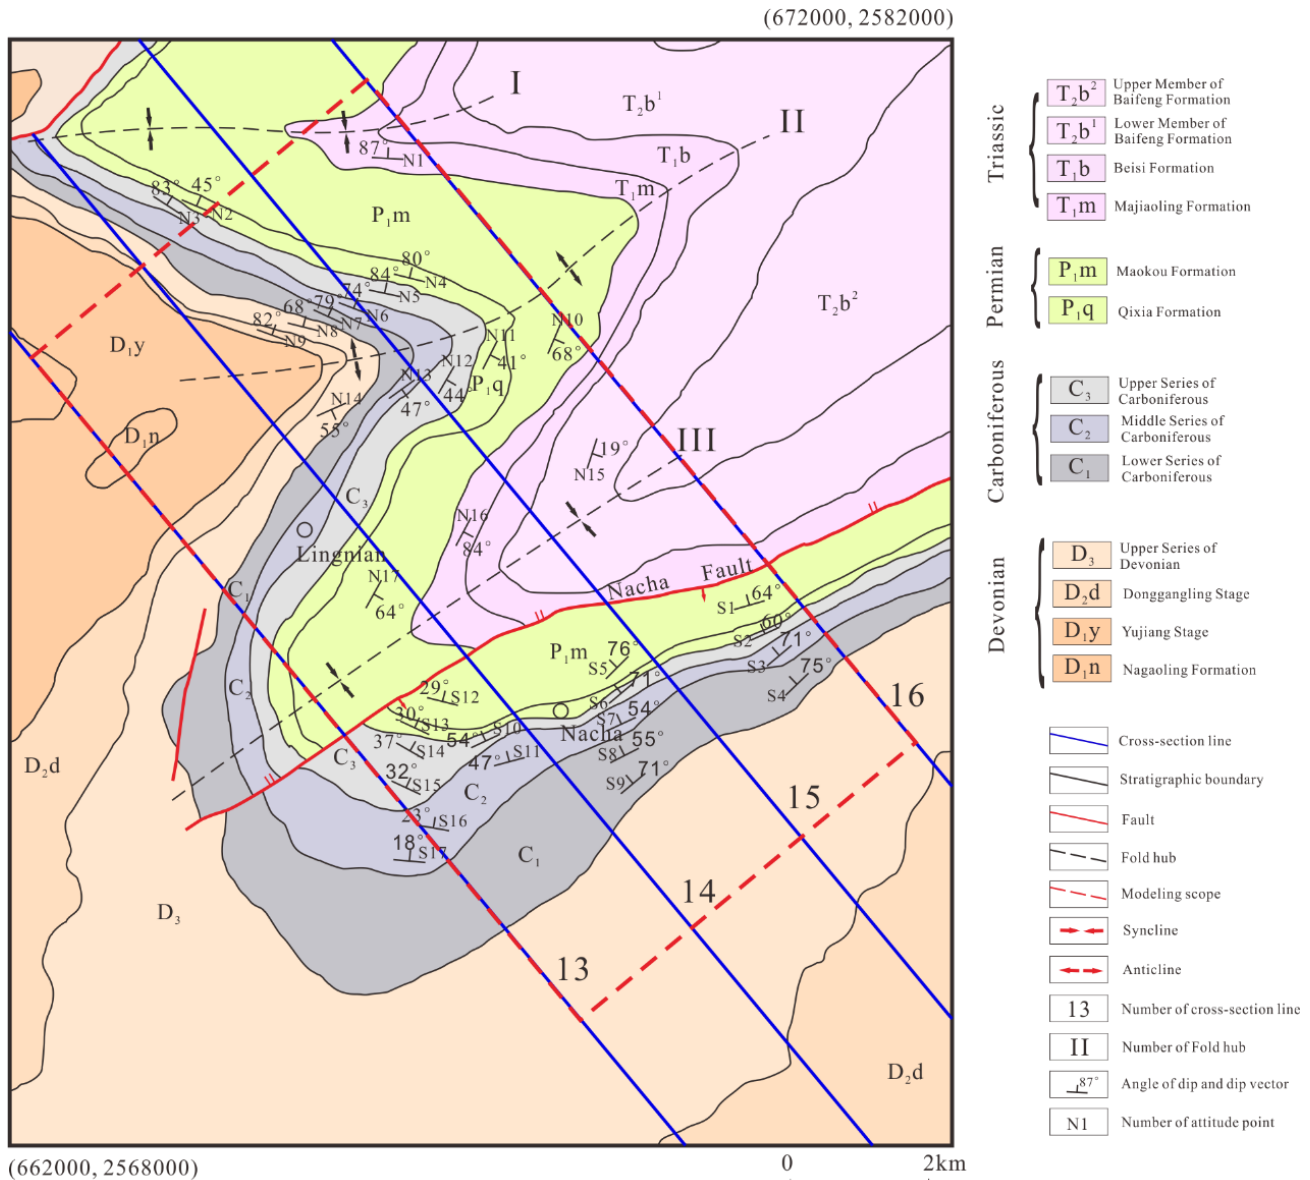 (672000, 2582000)
I
II
T₂b¹
T₁b
T₁m
87°
N1
83°
45°
N3
N2
P₁m
80°
84°
N4
74°
N5
68°
79°
N6
N7
82°
N8
N9
D₁y
T₂b²
N10
68°
N11
41°
N12
N13
44°
P₁q
47°
N14
55°
D₁n
III
19°
N15
C₃
N16
84°
Lingnian
N17
64°
C₁
Nacha Fault
S1
64°
60°
S2
71°
S3
75°
S4
P₁m
76°
S5
71°
S6
54°
S7
Nacha
55°
S8
71°
S9
C₂
29°
S12
30°
S13
S10
54°
37°
S14
S11
47°
C₃
32°
S15
C₂
23°
S16
18°
S17
C₁
16
15
14
13
D₂d
D₃
D₂d
(662000, 2568000)
0
2km
Triassic
T₂b²
Upper Member of
Baifeng Formation
T₂b¹
Lower Member of
Baifeng Formation
T₁b
Beisi Formation
T₁m
Majiaoling Formation
Permian
P₁m
Maokou Formation
P₁q
Qixia Formation
Carboniferous
C₃
Upper Series of
Carboniferous
C₂
Middle Series of
Carboniferous
C₁
Lower Series of
Carboniferous
Devonian
D₃
Upper Series of
Devonian
D₂d
Donggangling Stage
D₁y
Yujiang Stage
D₁n
Nagaoling Formation
Cross-section line
Stratigraphic boundary
Fault
Fold hub
Modeling scope
Syncline
Anticline
13
Number of cross-section line
II
Number of Fold hub
87°
Angle of dip and dip vector
N1
Number of attitude point